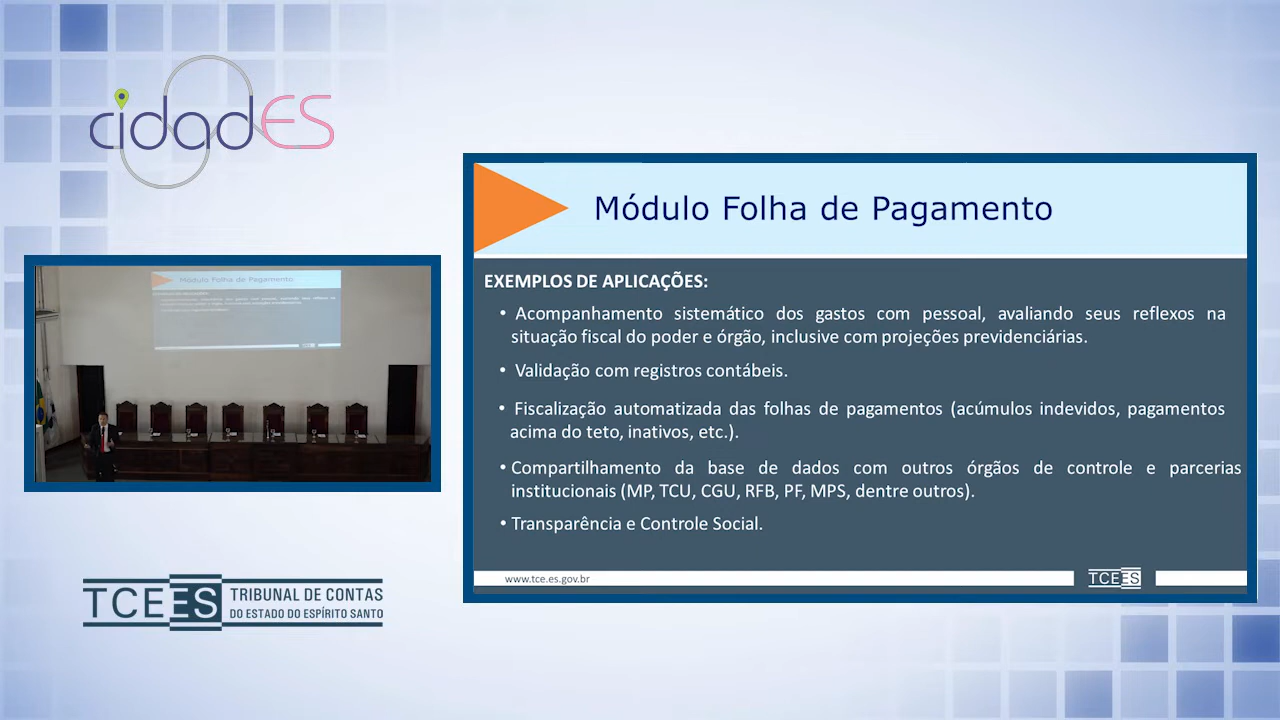 cidadES
Módulo Folha de Pagamento
EXEMPLOS DE APLICAÇÕES:
• Acompanhamento sistemático dos gastos com pessoal, avaliando seus reflexos na
situação fiscal do poder e órgão, inclusive com projeções previdenciárias.
• Validação com registros contábeis.
• Fiscalização automatizada das folhas de pagamentos (acúmulos indevidos, pagamentos
acima do teto, inativos, etc.).
• Compartilhamento da base de dados com outros órgãos de controle e parcerias
institucionais (MP, TCU, CGU, RFB, PF, MPS, dentre outros).
• Transparência e Controle Social.
www.tce.es.gov.br
TCEES
Módulo Folha de Pagamento
TCEES
TRIBUNAL DE CONTAS
DO ESTADO DO ESPÍRITO SANTO